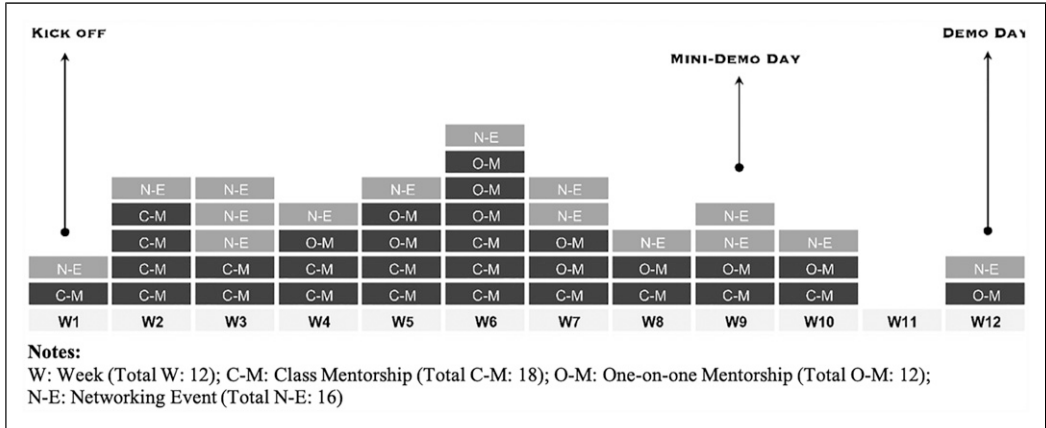 KICK OFF DEMO DAY
MINI-DEMO DAY
N-E
O-M
N-E N-E N-E O-M N-E
C-M N-E N-E O-M O-M N-E N-E
C-M N-E O-M O-M C-M O-M N-E N-E N-E
N-E C-M C-M C-M C-M C-M O-M O-M O-M O-M N-E
C-M C-M C-M C-M C-M C-M C-M C-M C-M C-M O-M
W1 W2 W3 W4 W5 W6 W7 W8 W9 W10 W11 W12
Notes:
W: Week (Total W: 12); C-M: Class Mentorship (Total C-M: 18); O-M: One-on-one Mentorship (Total O-M: 12);
N-E: Networking Event (Total N-E: 16)